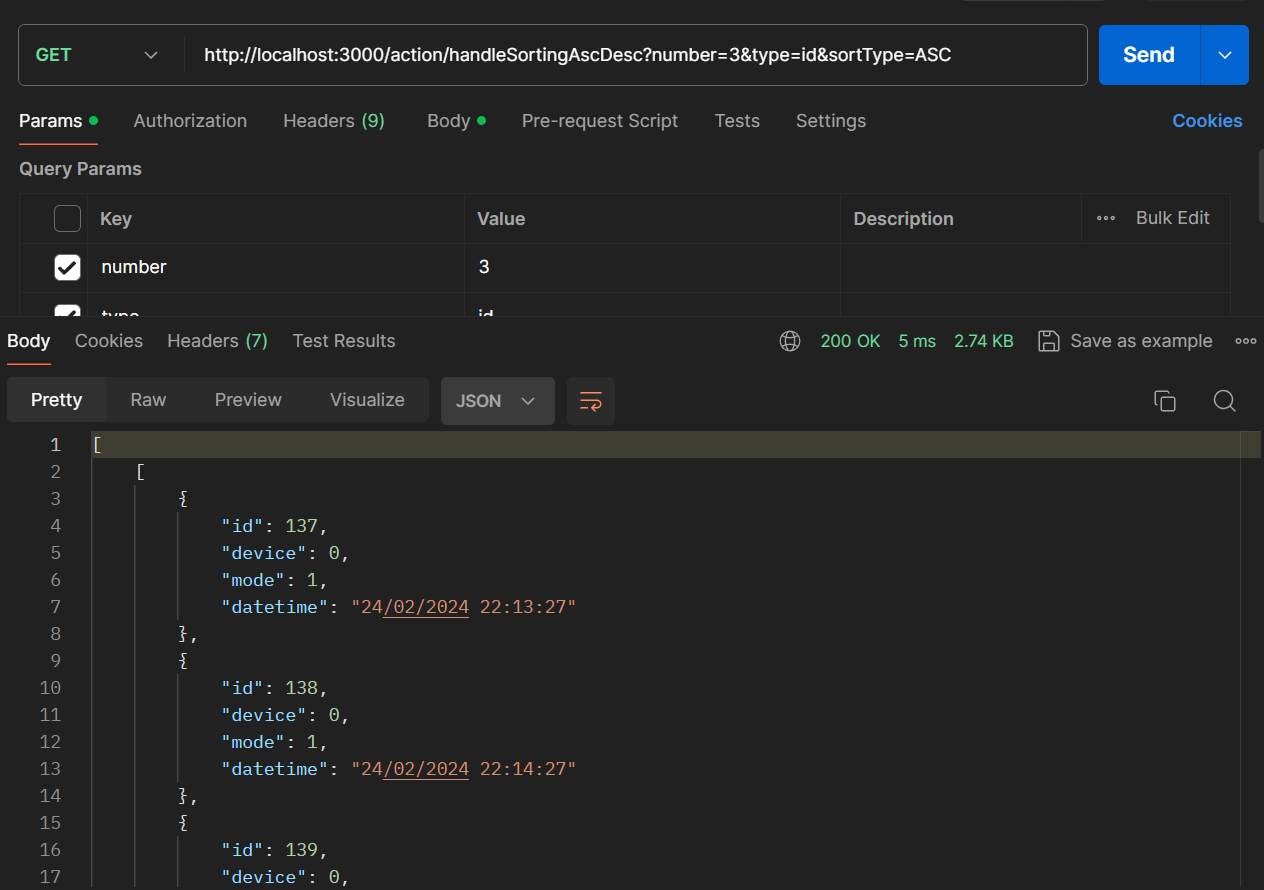 GET http://localhost:3000/action/handleSortingAscDesc?number=3&type=id&sortType=ASC Send
Params Authorization Headers (9) Body Pre-request Script Tests Settings Cookies
Query Params
Key Value Description Bulk Edit
number 3
type id
Body Cookies Headers (7) Test Results 200 OK 5 ms 2.74 KB Save as example
Pretty Raw Preview Visualize JSON
1 [
2 [
3 {
4 "id": 137,
5 "device": 0,
6 "mode": 1,
7 "datetime": "24/02/2024 22:13:27"
8 },
9 {
10 "id": 138,
11 "device": 0,
12 "mode": 1,
13 "datetime": "24/02/2024 22:14:27"
14 },
15 {
16 "id": 139,
17 "device": 0,